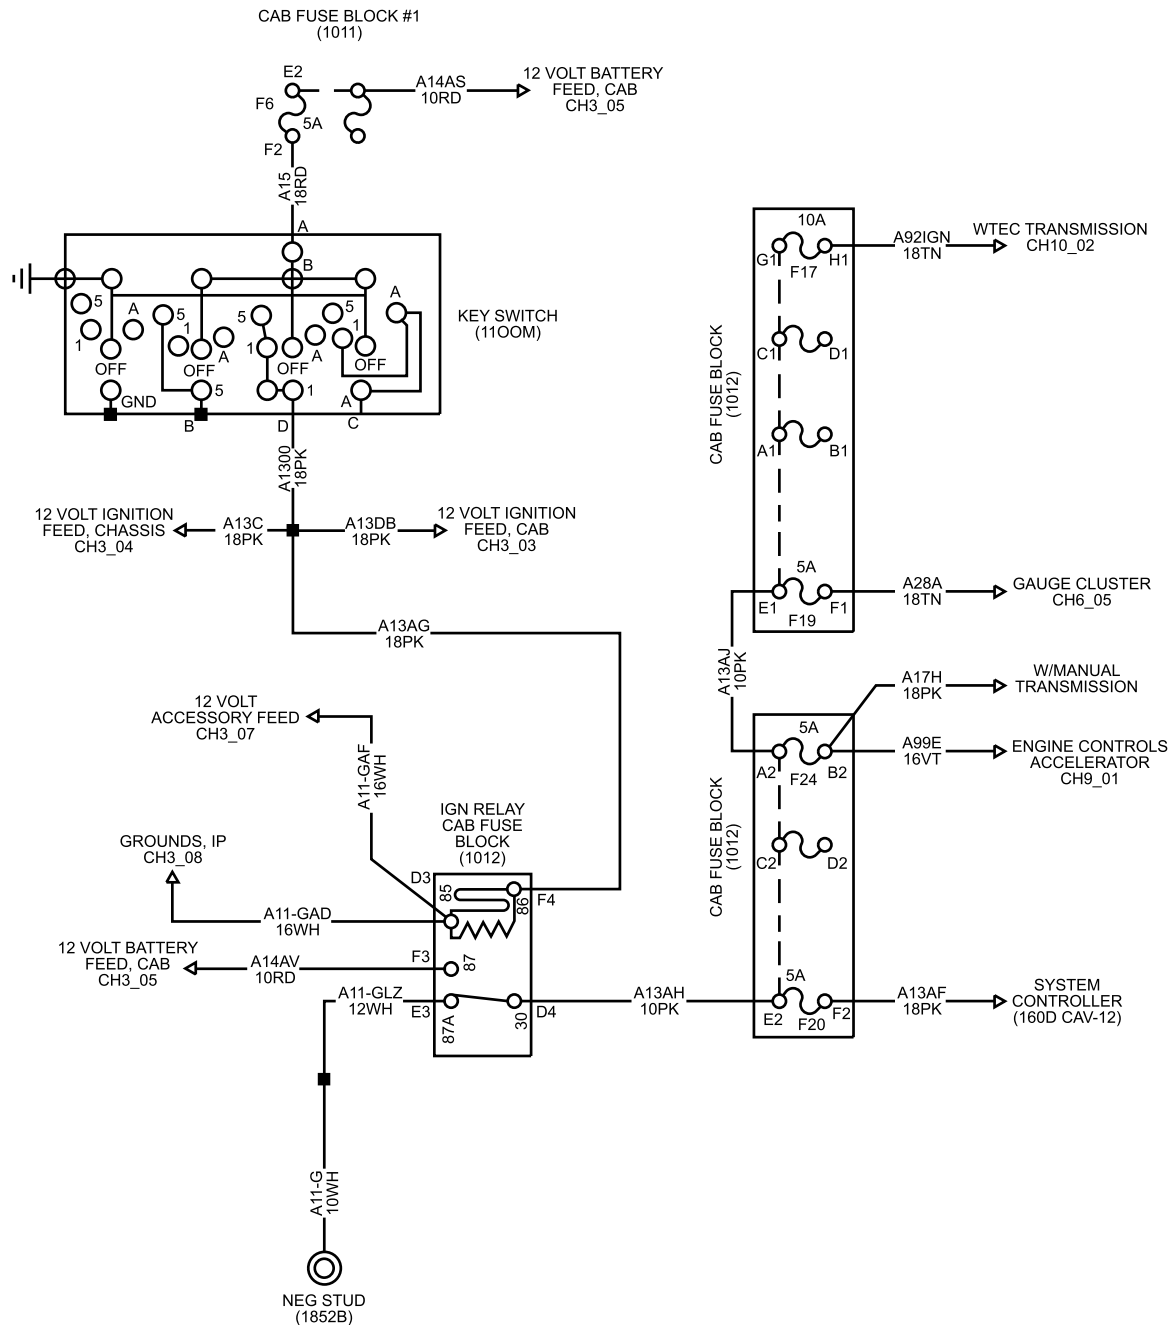 CAB FUSE BLOCK #1
(1011)
E2
F6
5A
F2
A14AS
10RD
12 VOLT BATTERY
FEED, CAB
CH3_05
A15
18RD
A
B
5
A
1
OFF
GND
5
1
A
OFF
5
B
5
1
A
OFF
1
D
5
1
A
OFF
A
C
KEY SWITCH
(11OOM)
A1300
18PK
12 VOLT IGNITION
FEED, CHASSIS
CH3_04
A13C
18PK
A13DB
18PK
12 VOLT IGNITION
FEED, CAB
CH3_03
A13AG
18PK
12 VOLT
ACCESSORY FEED
CH3_07
A11-GAF
16WH
GROUNDS, IP
CH3_08
A11-GAD
16WH
12 VOLT BATTERY
FEED, CAB
CH3_05
A14AV
10RD
A11-GLZ
12WH
IGN RELAY
CAB FUSE
BLOCK
(1012)
D3
85
86
F4
F3
87
E3
87A
30
D4
A13AH
10PK
A11-G
10WH
NEG STUD
(1852B)
CAB FUSE BLOCK
(1012)
10A
G1
F17
H1
A92IGN
18TN
WTEC TRANSMISSION
CH10_02
C1
D1
A1
B1
5A
E1
F19
F1
A28A
18TN
GAUGE CLUSTER
CH6_05
A13AJ
10PK
A17H
18PK
W/MANUAL
TRANSMISSION
CAB FUSE BLOCK
(1012)
5A
A2
F24
B2
A99E
16VT
ENGINE CONTROLS
ACCELERATOR
CH9_01
C2
D2
5A
E2
F20
F2
A13AF
18PK
SYSTEM
CONTROLLER
(160D CAV-12)